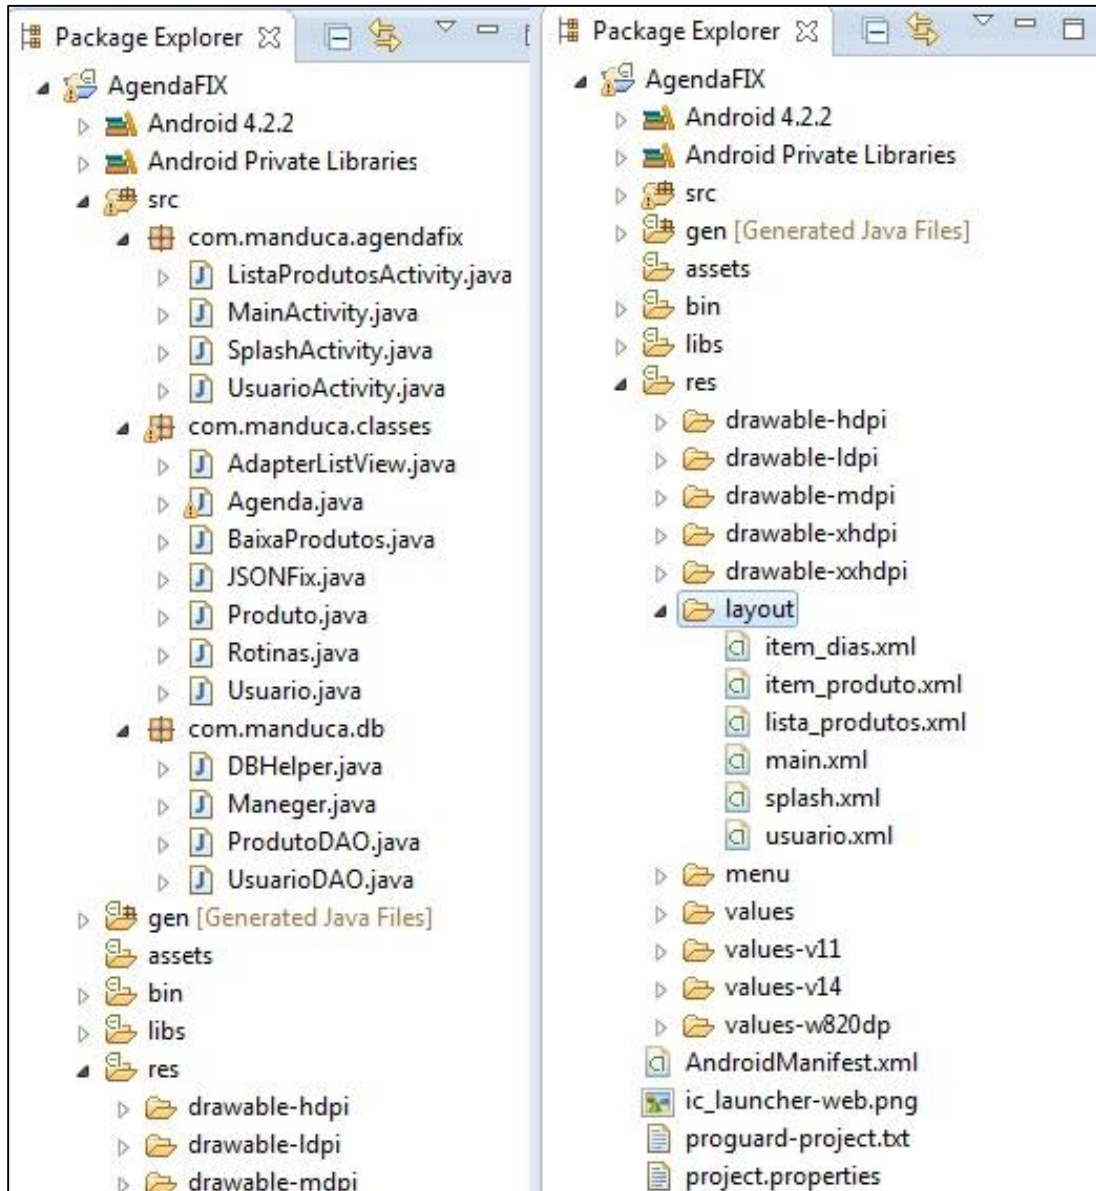 Package Explorer
AgendaFIX
Android 4.2.2
Android Private Libraries
src
com.manduca.agendafix
ListaProdutosActivity.java
MainActivity.java
SplashActivity.java
UsuarioActivity.java
com.manduca.classes
AdapterListView.java
Agenda.java
BaixaProdutos.java
JSONFix.java
Produto.java
Rotinas.java
Usuario.java
com.manduca.db
DBHelper.java
Maneger.java
ProdutoDAO.java
UsuarioDAO.java
gen [Generated Java Files]
assets
bin
libs
res
drawable-hdpi
drawable-ldpi
drawable-mdpi
Package Explorer
AgendaFIX
Android 4.2.2
Android Private Libraries
src
gen [Generated Java Files]
assets
bin
libs
res
drawable-hdpi
drawable-ldpi
drawable-mdpi
drawable-xhdpi
drawable-xxhdpi
layout
item_dias.xml
item_produto.xml
lista_produtos.xml
main.xml
splash.xml
usuario.xml
menu
values
values-v11
values-v14
values-w820dp
AndroidManifest.xml
ic_launcher-web.png
proguard-project.txt
project.properties